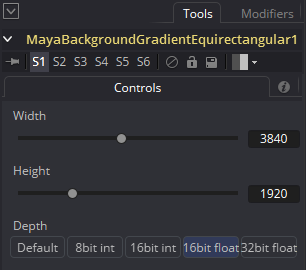 Tools Modifiers
MayaBackgroundGradientEquirectangular1
S1 S2 S3 S4 S5 S6
Controls
Width
3840
Height
1920
Depth
Default 8bit int 16bit int 16bit float 32bit float